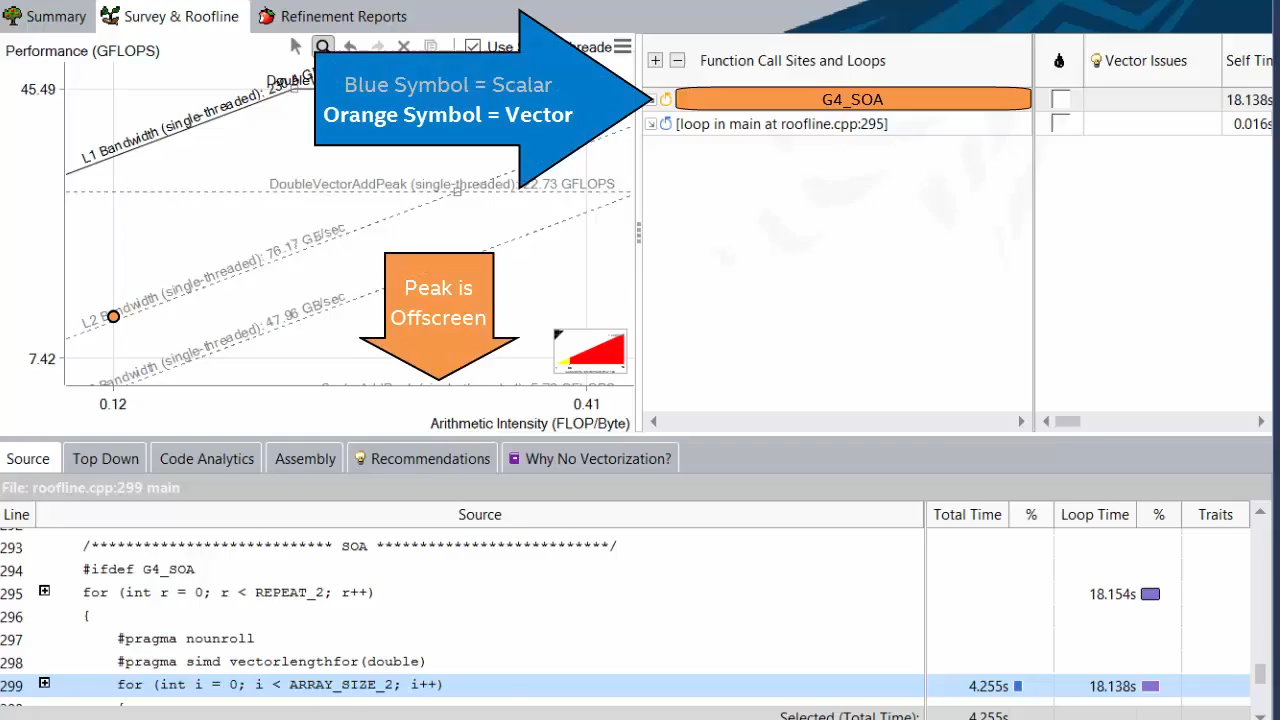 Summary
Survey & Roofline
Refinement Reports
Performance (GFLOPS)
Use
Threade
Function Call Sites and Loops
Vector Issues
Self Tim
45.49
L1 Bandwidth (single-threaded):
Blue Symbol = Scalar
Orange Symbol = Vector
G4_SOA
18.138s
[loop in main at roofline.cpp:295]
0.016s
DoubleVectorAddPeak (single-threaded): 22.73 GFLOPS
L2 Bandwidth (single-threaded): 76.17 GB/sec
Bandwidth (single-threaded): 47.96 GB/sec
Peak is
Offscreen
7.42
0.12
0.41
Arithmetic Intensity (FLOP/Byte)
Source
Top Down
Code Analytics
Assembly
Recommendations
Why No Vectorization?
File: roofline.cpp:299 main
Line
Source
Total Time
%
Loop Time
%
Traits
293 /*************************** SOA ***************************/
294 #ifdef G4_SOA
295 for (int r = 0; r < REPEAT_2; r++) 18.154s
296 {
297 #pragma nounroll
298 #pragma simd vectorlengthfor(double)
299 for (int i = 0; i < ARRAY_SIZE_2; i++) 4.255s 18.138s
Selected (Total Time): 4.255s